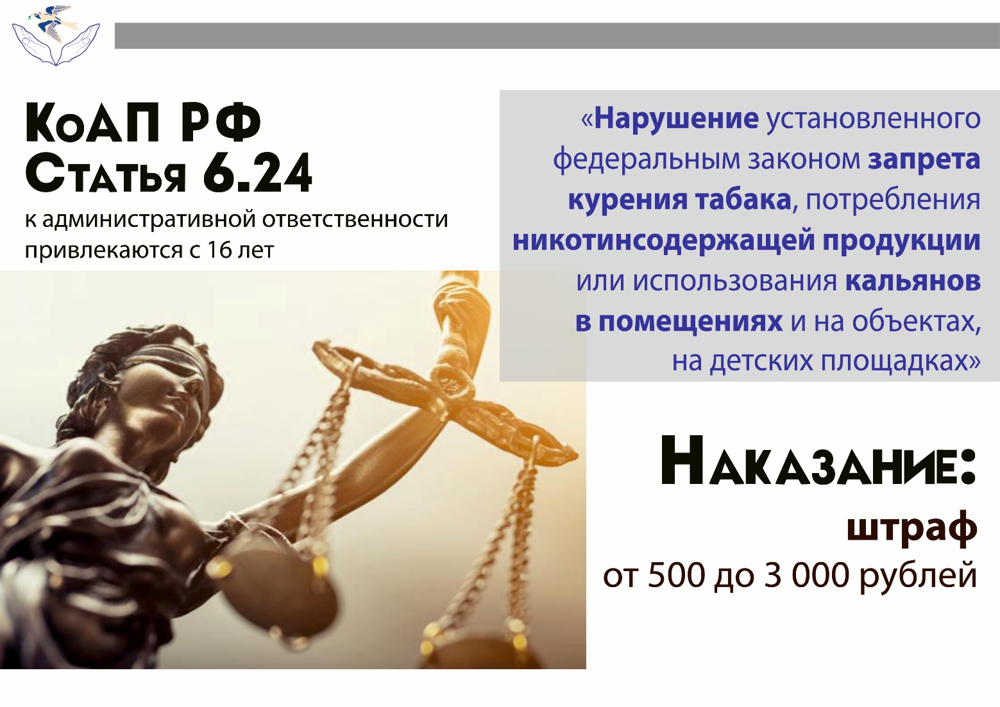 КоАП РФ
Статья 6.24
к административной ответственности
привлекаются с 16 лет
«Нарушение установленного
федеральным законом запрета
курения табака, потребления
никотинсодержащей продукции
или использования кальянов
в помещениях и на объектах,
на детских площадках»
Наказание:
штраф
от 500 до 3 000 рублей